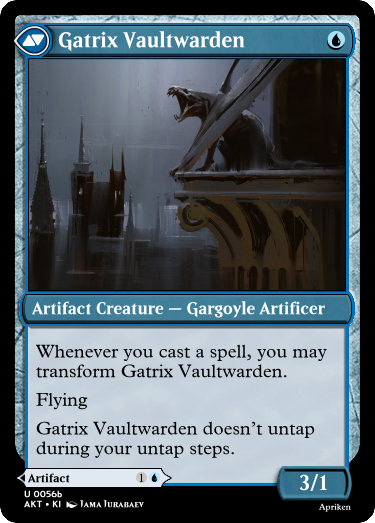 Gatrix Vaultwarden
Artifact Creature — Gargoyle Artificer
Whenever you cast a spell, you may
transform Gatrix Vaultwarden.
Flying
Gatrix Vaultwarden doesn't untap
during your untap steps.
Artifact 1
3/1
U 0056b
AKT • KI Jama Jurabaev
Apriken